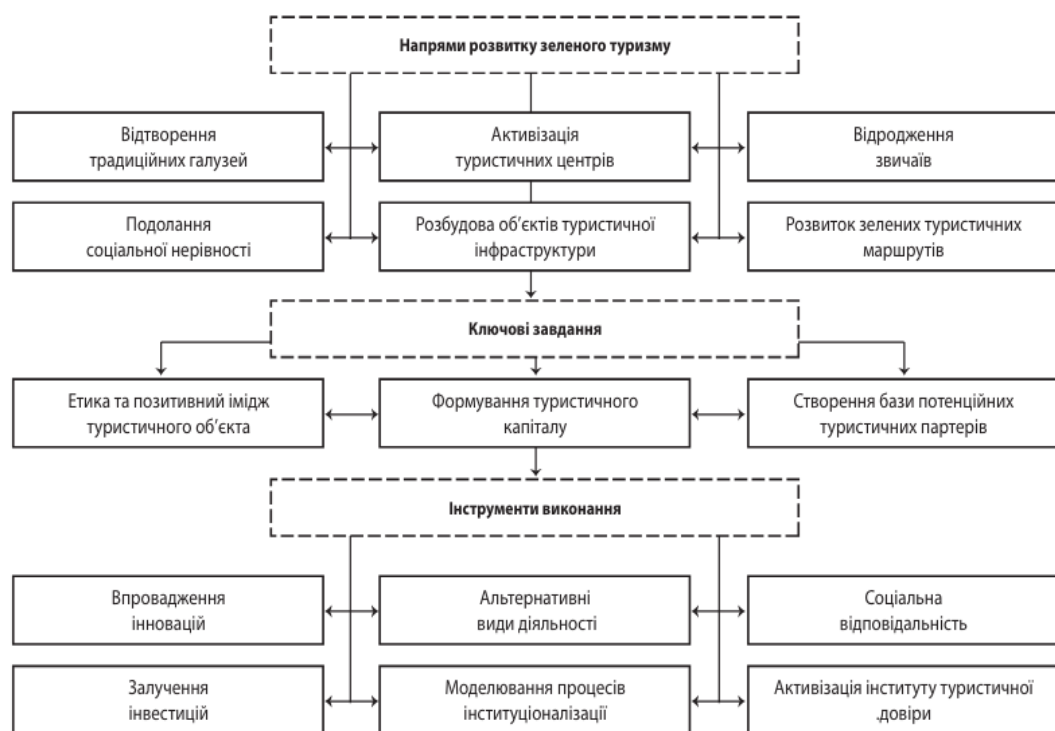 Напрями розвитку зеленого туризму
Відтворення
традиційних галузей
Активізація
туристичних центрів
Відродження
звичаїв
Подолання
соціальної нерівності
Розбудова об’єктів туристичної
інфраструктури
Розвиток зелених туристичних
маршрутів
Ключові завдання
Етика та позитивний імідж
туристичного об’єкта
Формування туристичного
капіталу
Створення бази потенційних
туристичних партерів
Інструменти виконання
Впровадження
інновацій
Альтернативні
види діяльності
Соціальна
відповідальність
Залучення
інвестицій
Моделювання процесів
інституціоналізації
Активізація інституту туристичної
.довіри